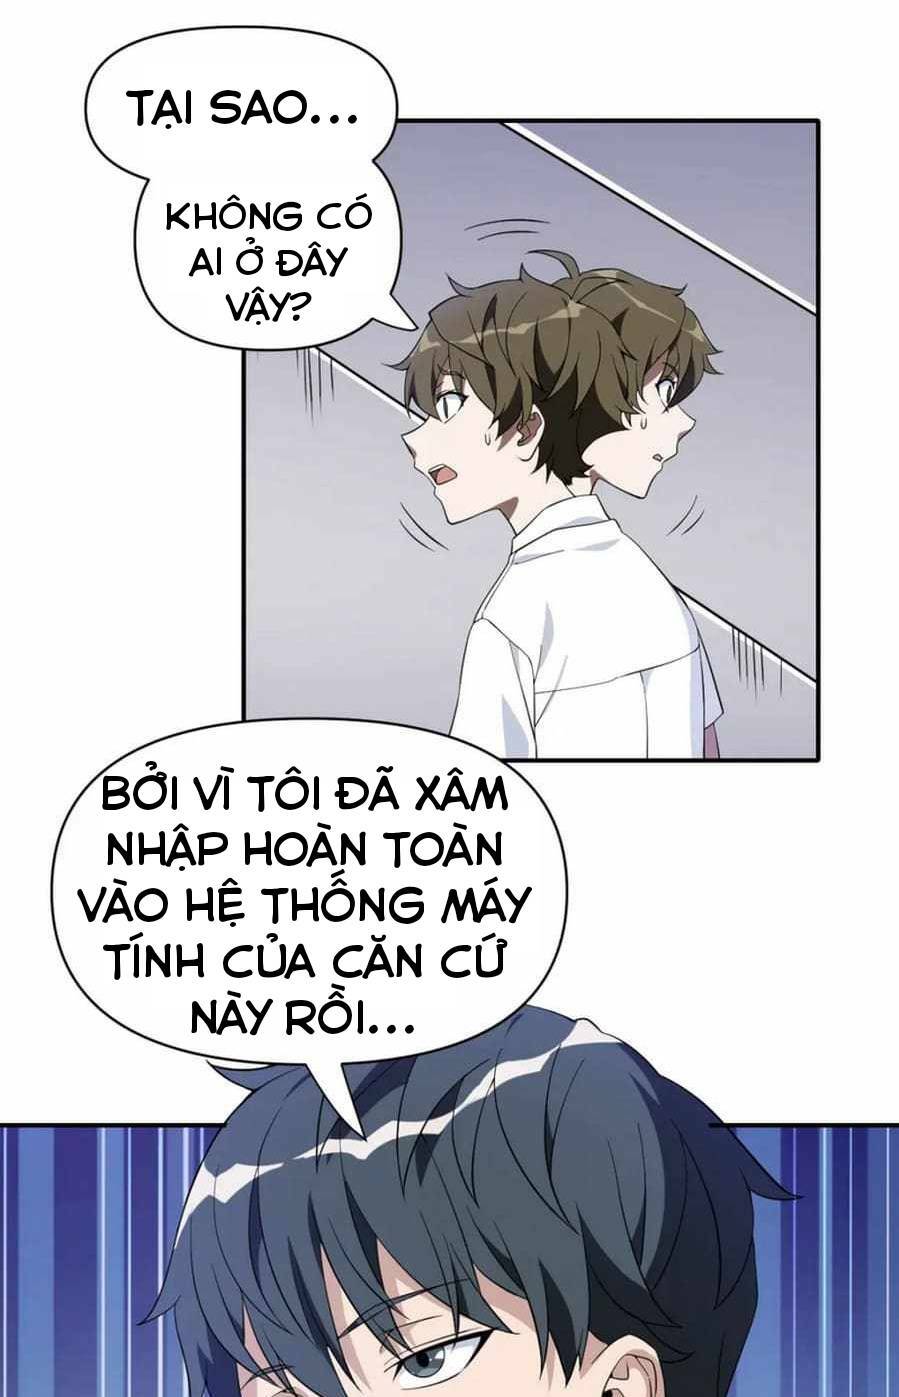 TẠI SAO...
KHÔNG CÓ
AI Ở ĐÂY
VẬY?
BỞI VÌ TÔI ĐÃ XÂM
NHẬP HOÀN TOÀN
VÀO HỆ THỐNG MÁY
TÍNH CỦA CĂN CỨ
NÀY RỒI...